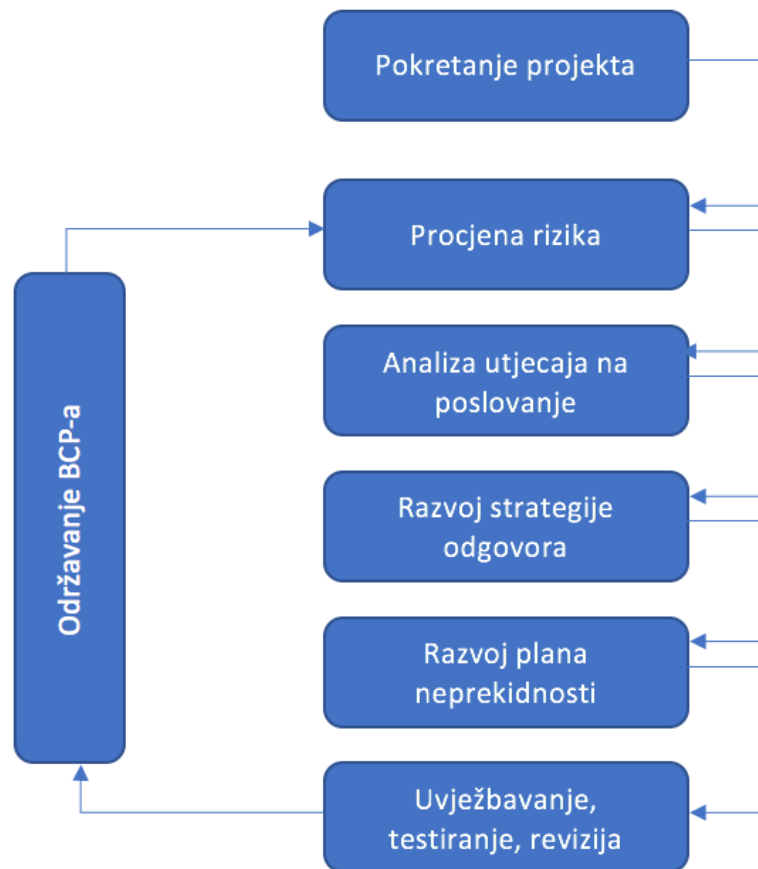 Pokretanje projekta
Procjena rizika
Analiza utjecaja na
poslovanje
Razvoj strategije
odgovora
Razvoj plana
neprekidnosti
Uvježbavanje,
testiranje, revizija
Održavanje BCP-a